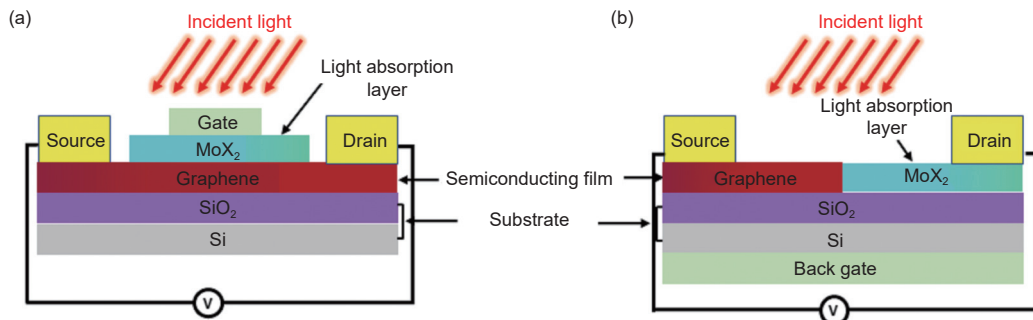 (a)
Incident light
Light absorption
layer
Gate
Source
MoX₂
Drain
Graphene
SiO₂
Si
V
Semiconducting film
Substrate
(b)
Incident light
Light absorption
layer
Source
Drain
Graphene
MoX₂
SiO₂
Si
Back gate
V